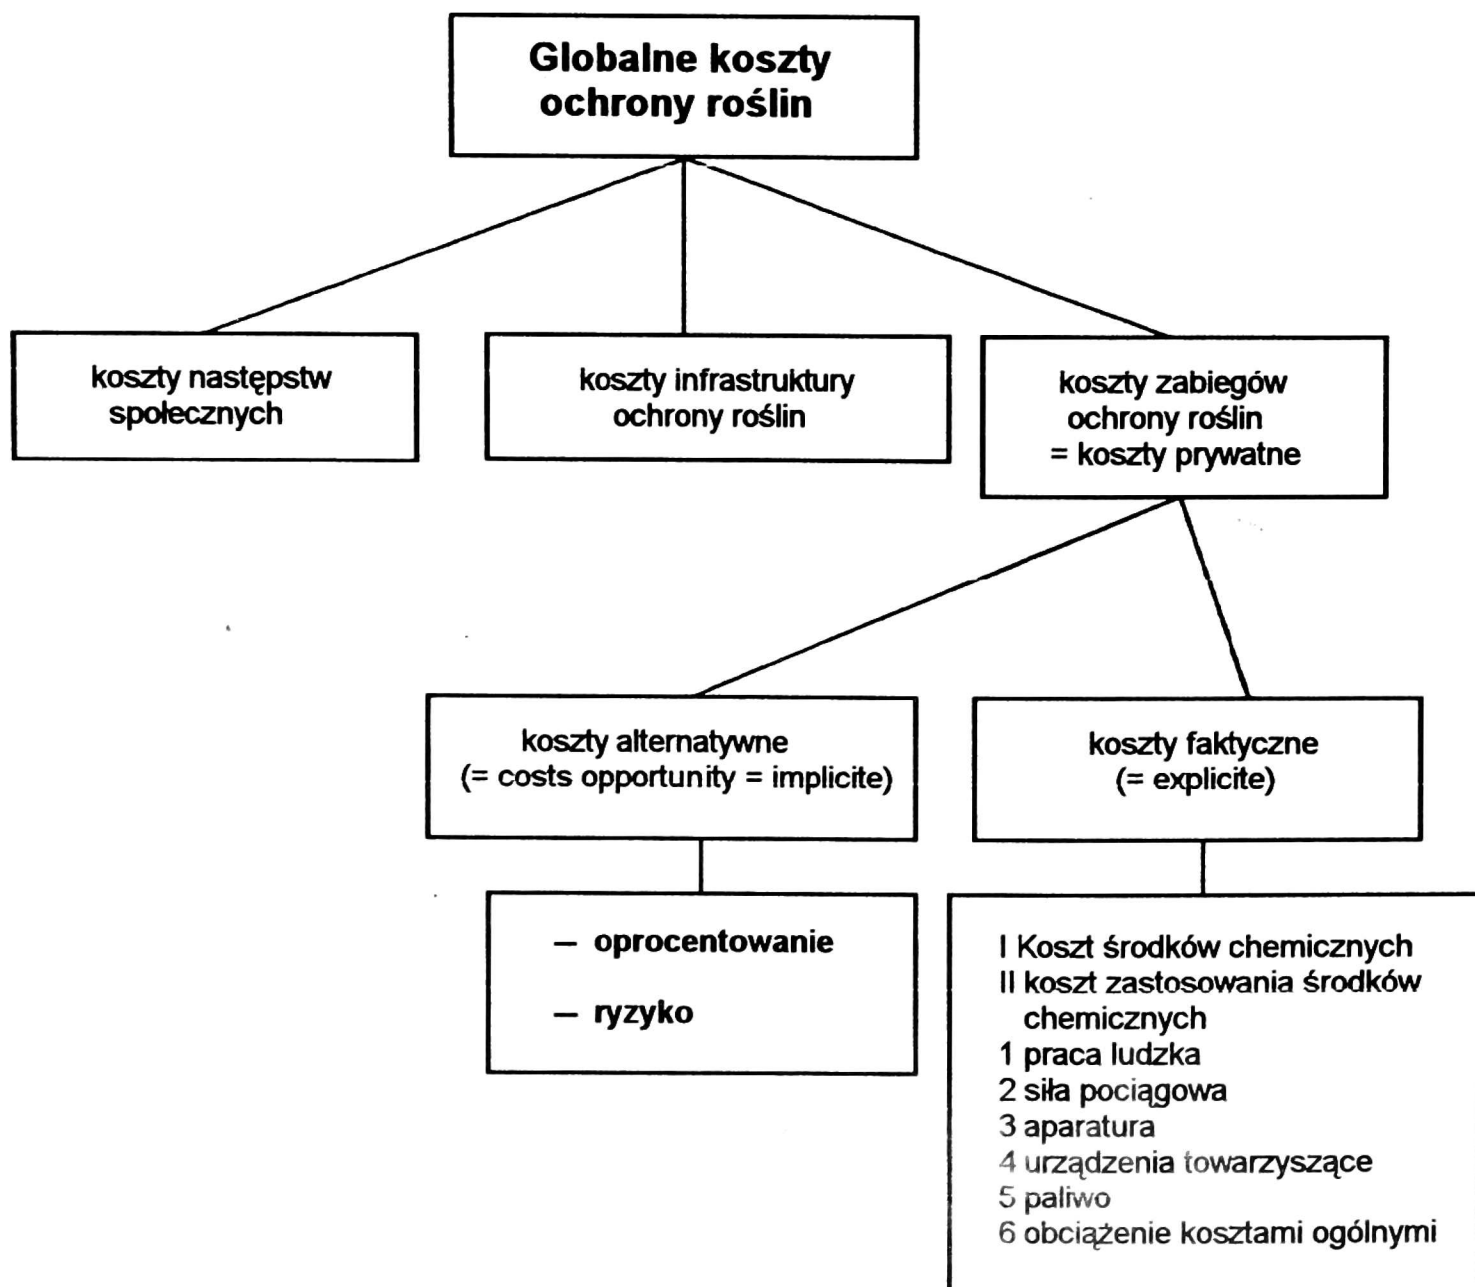 Globalne koszty
ochrony roślin
koszty następstw
społecznych
koszty infrastruktury
ochrony roślin
koszty zabiegów
ochrony roślin
= koszty prywatne
koszty alternatywne
(= costs opportunity = implicite)
koszty faktyczne
(= explicite)
– oprocentowanie
– ryzyko
I Koszt środków chemicznych
II koszt zastosowania środków
chemicznych
1 praca ludzka
2 siła pociągowa
3 aparatura
4 urządzenia towarzyszące
5 paliwo
6 obciążenie kosztami ogólnymi